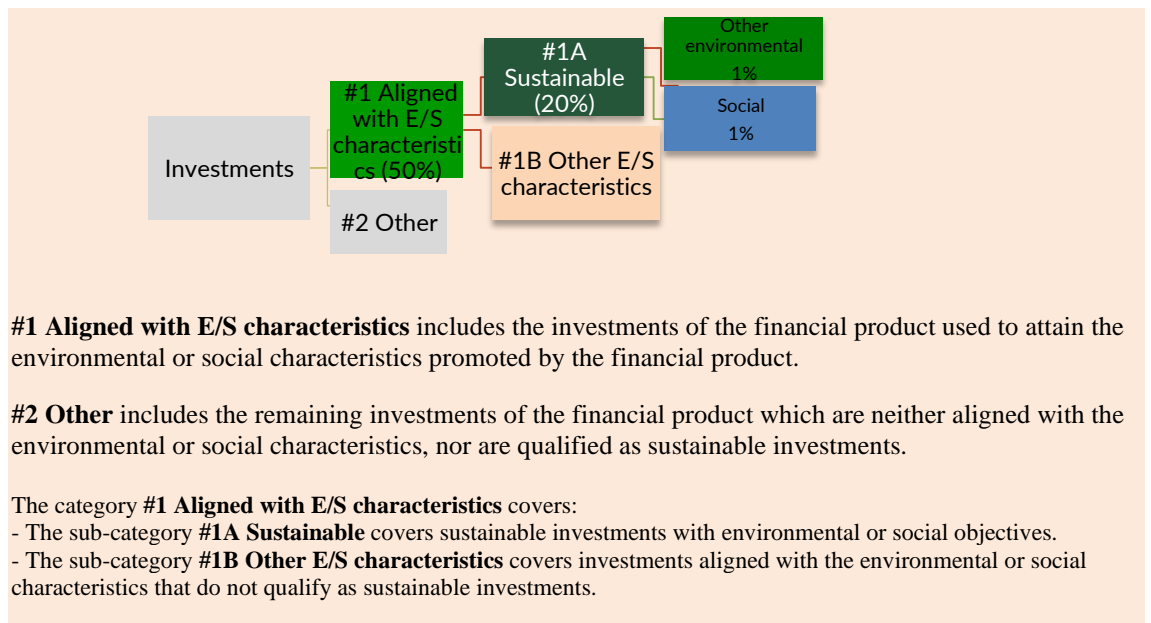 Investments
#1 Aligned
with E/S
characteristi
cs (50%)
#2 Other
#1A
Sustainable
(20%)
#1B Other E/S
characteristics
Other
environmental
1%
Social
1%
#1 Aligned with E/S characteristics includes the investments of the financial product used to attain the
environmental or social characteristics promoted by the financial product.
#2 Other includes the remaining investments of the financial product which are neither aligned with the
environmental or social characteristics, nor are qualified as sustainable investments.
The category #1 Aligned with E/S characteristics covers:
- The sub-category #1A Sustainable covers sustainable investments with environmental or social objectives.
- The sub-category #1B Other E/S characteristics covers investments aligned with the environmental or social
characteristics that do not qualify as sustainable investments.